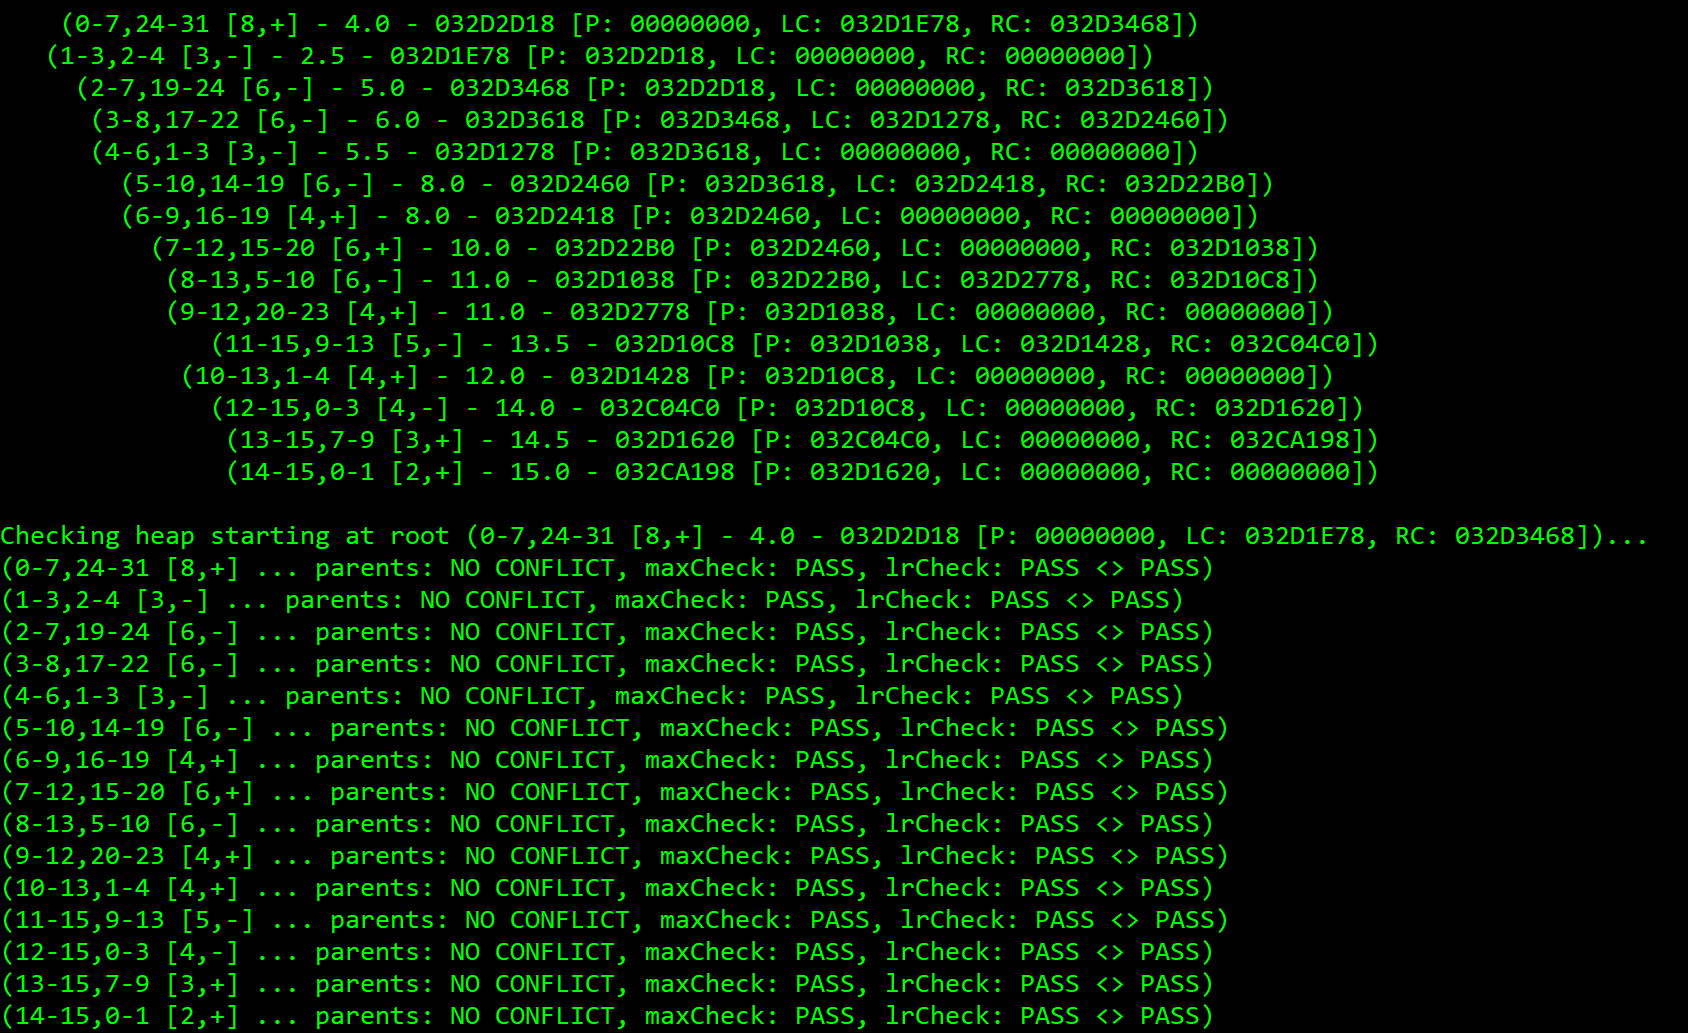 (0-7,24-31 [8,+] - 4.0 - 032D2D18 [P: 00000000, LC: 032D1E78, RC: 032D3468])
(1-3,2-4 [3,-] - 2.5 - 032D1E78 [P: 032D2D18, LC: 00000000, RC: 00000000])
(2-7,19-24 [6,-] - 5.0 - 032D3468 [P: 032D2D18, LC: 00000000, RC: 032D3618])
(3-8,17-22 [6,-] - 6.0 - 032D3618 [P: 032D3468, LC: 032D1278, RC: 032D2460])
(4-6,1-3 [3,-] - 5.5 - 032D1278 [P: 032D3618, LC: 00000000, RC: 00000000])
(5-10,14-19 [6,-] - 8.0 - 032D2460 [P: 032D3618, LC: 032D2418, RC: 032D22B0])
(6-9,16-19 [4,+] - 8.0 - 032D2418 [P: 032D2460, LC: 00000000, RC: 00000000])
(7-12,15-20 [6,+] - 10.0 - 032D22B0 [P: 032D2460, LC: 00000000, RC: 032D1038])
(8-13,5-10 [6,-] - 11.0 - 032D1038 [P: 032D22B0, LC: 032D2778, RC: 032D10C8])
(9-12,20-23 [4,+] - 11.0 - 032D2778 [P: 032D1038, LC: 00000000, RC: 00000000])
(11-15,9-13 [5,-] - 13.5 - 032D10C8 [P: 032D1038, LC: 032D1428, RC: 032C04C0])
(10-13,1-4 [4,+] - 12.0 - 032D1428 [P: 032D10C8, LC: 00000000, RC: 00000000])
(12-15,0-3 [4,-] - 14.0 - 032C04C0 [P: 032D10C8, LC: 00000000, RC: 032D1620])
(13-15,7-9 [3,+] - 14.5 - 032D1620 [P: 032C04C0, LC: 00000000, RC: 032CA198])
(14-15,0-1 [2,+] - 15.0 - 032CA198 [P: 032D1620, LC: 00000000, RC: 00000000])
Checking heap starting at root (0-7,24-31 [8,+] - 4.0 - 032D2D18 [P: 00000000, LC: 032D1E78, RC: 032D3468])...
(0-7,24-31 [8,+] ... parents: NO CONFLICT, maxCheck: PASS, lrCheck: PASS <> PASS)
(1-3,2-4 [3,-] ... parents: NO CONFLICT, maxCheck: PASS, lrCheck: PASS <> PASS)
(2-7,19-24 [6,-] ... parents: NO CONFLICT, maxCheck: PASS, lrCheck: PASS <> PASS)
(3-8,17-22 [6,-] ... parents: NO CONFLICT, maxCheck: PASS, lrCheck: PASS <> PASS)
(4-6,1-3 [3,-] ... parents: NO CONFLICT, maxCheck: PASS, lrCheck: PASS <> PASS)
(5-10,14-19 [6,-] ... parents: NO CONFLICT, maxCheck: PASS, lrCheck: PASS <> PASS)
(6-9,16-19 [4,+] ... parents: NO CONFLICT, maxCheck: PASS, lrCheck: PASS <> PASS)
(7-12,15-20 [6,+] ... parents: NO CONFLICT, maxCheck: PASS, lrCheck: PASS <> PASS)
(8-13,5-10 [6,-] ... parents: NO CONFLICT, maxCheck: PASS, lrCheck: PASS <> PASS)
(9-12,20-23 [4,+] ... parents: NO CONFLICT, maxCheck: PASS, lrCheck: PASS <> PASS)
(10-13,1-4 [4,+] ... parents: NO CONFLICT, maxCheck: PASS, lrCheck: PASS <> PASS)
(11-15,9-13 [5,-] ... parents: NO CONFLICT, maxCheck: PASS, lrCheck: PASS <> PASS)
(12-15,0-3 [4,-] ... parents: NO CONFLICT, maxCheck: PASS, lrCheck: PASS <> PASS)
(13-15,7-9 [3,+] ... parents: NO CONFLICT, maxCheck: PASS, lrCheck: PASS <> PASS)
(14-15,0-1 [2,+] ... parents: NO CONFLICT, maxCheck: PASS, lrCheck: PASS <> PASS)